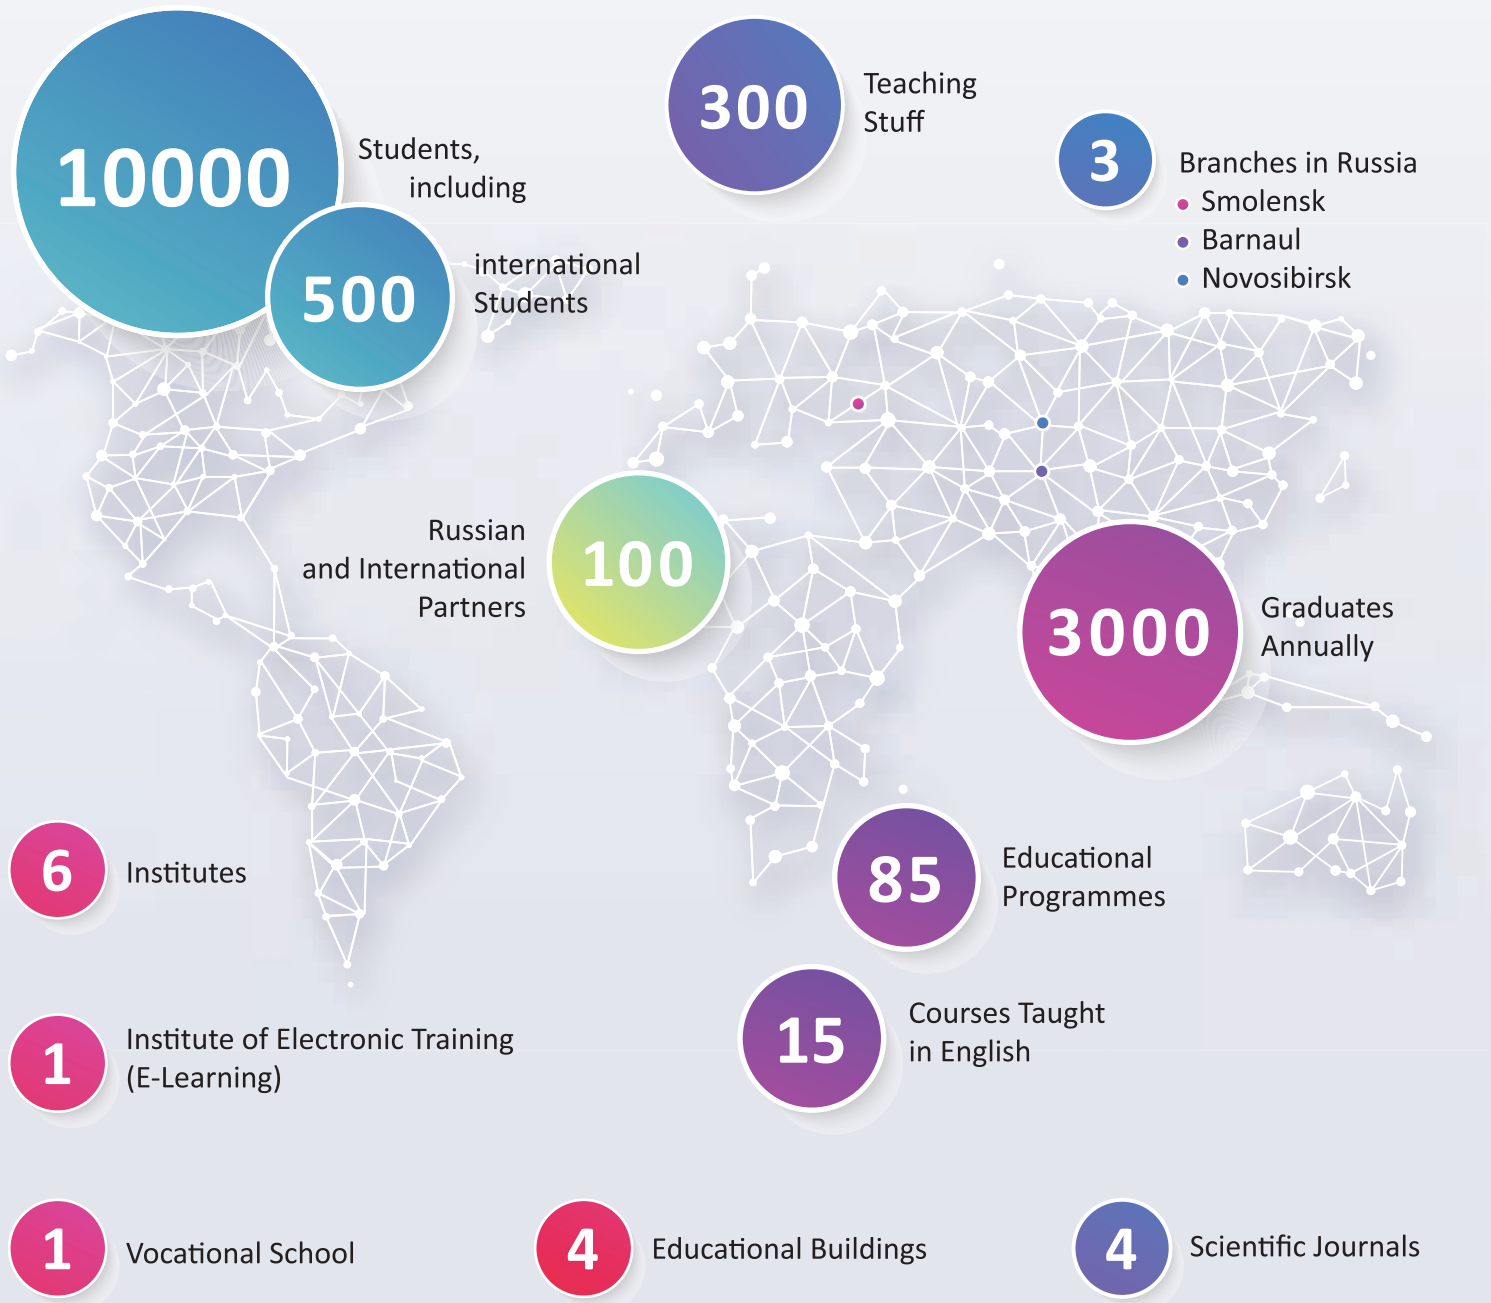 10000
Students,
including
500
international
Students
300
Teaching
Stuff
3
Branches in Russia
Smolensk
Barnaul
Novosibirsk
Russian
and International
Partners
100
3000
Graduates
Annually
6
Institutes
85
Educational
Programmes
1
Institute of Electronic Training
(E-Learning)
15
Courses Taught
in English
1
Vocational School
4
Educational Buildings
4
Scientific Journals